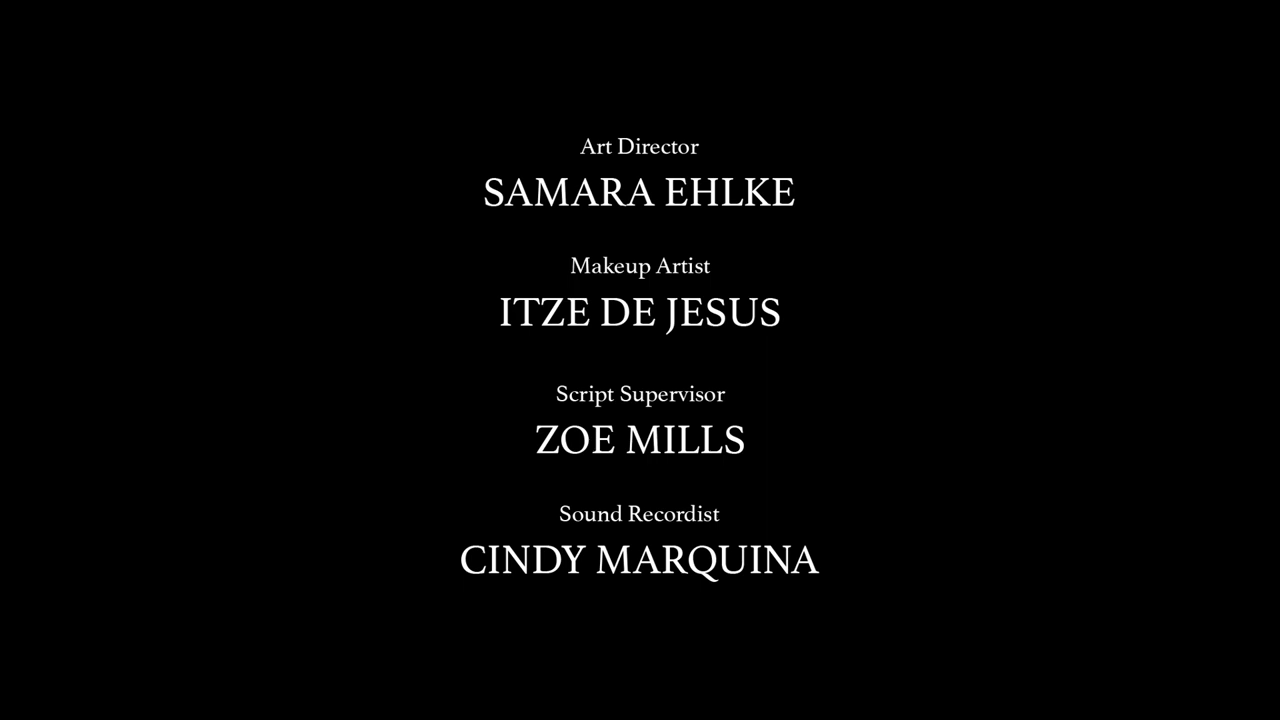 Art Director
SAMARA EHLKE
Makeup Artist
ITZE DE JESUS
Script Supervisor
ZOE MILLS
Sound Recordist
CINDY MARQUINA